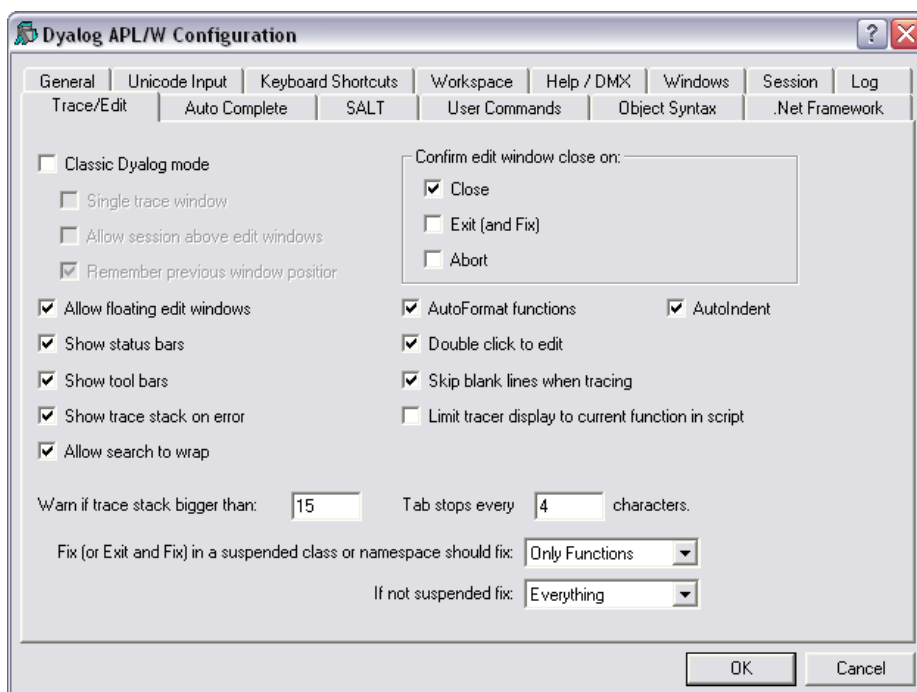 Dyalog APL/W Configuration
General Unicode Input Keyboard Shortcuts Workspace Help / DMX Windows Session Log
Trace/Edit Auto Complete SALT User Commands Object Syntax .Net Framework
Classic Dyalog mode
Single trace window
Allow session above edit windows
Remember previous window positior
Confirm edit window close on:
Close
Exit (and Fix)
Abort
Allow floating edit windows AutoFormat functions AutoIndent
Show status bars Double click to edit
Show tool bars Skip blank lines when tracing
Show trace stack on error Limit tracer display to current function in script
Allow search to wrap
Warn if trace stack bigger than: 15 Tab stops every 4 characters.
Fix (or Exit and Fix) in a suspended class or namespace should fix: Only Functions
If not suspended fix: Everything
OK Cancel